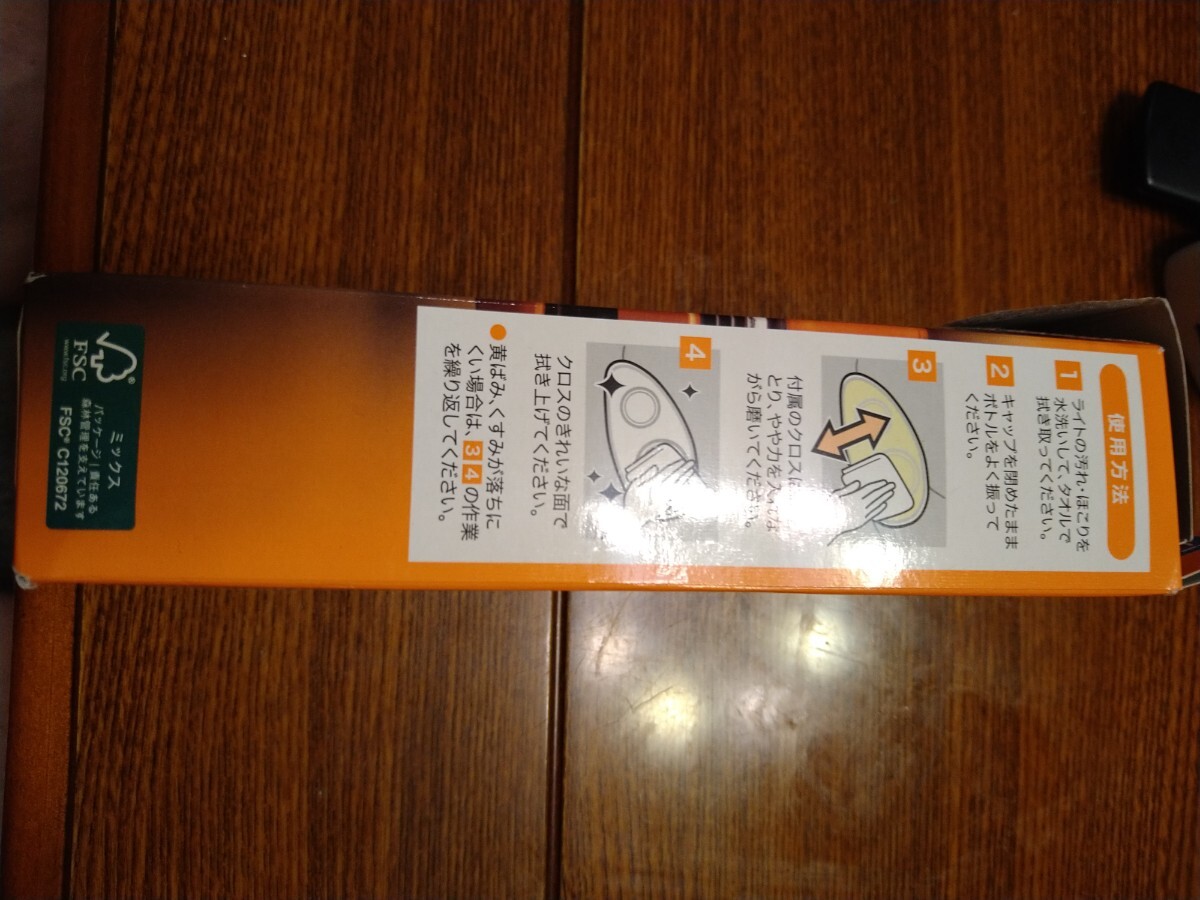 使用方法
1
ライトの汚れ・ほこりを
水洗いして、タオルで
拭き取ってください。
2
キャップを閉めたまま
ボトルをよく振って
ください。
3
付属のクロスに
とり、やや力を入れな
がら磨いてください。
4
クロスのきれいな面で
拭き上げてください。
●黄ばみ、くすみが落ちに
くい場合は、34の作業
を繰り返してください。
FSC
www.fsc.org
®
ミックス
パッケージ|責任ある
森林管理を支えています
FSC® C120672